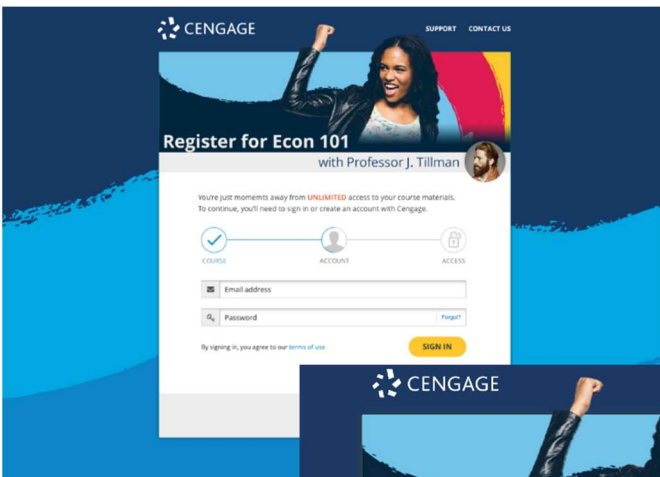 CENGAGE
SUPPORT CONTACT US
Register for Econ 101
with Professor J. Tillman
You're just momemts away from UNLIMITED access to your course materials.
To continue, you'll need to sign in or create an account with Cengage.
COURSE ACCOUNT ACCESS
Email address
Password Forgot?
By signing in, you agree to our terms of use SIGN IN
CENGAGE